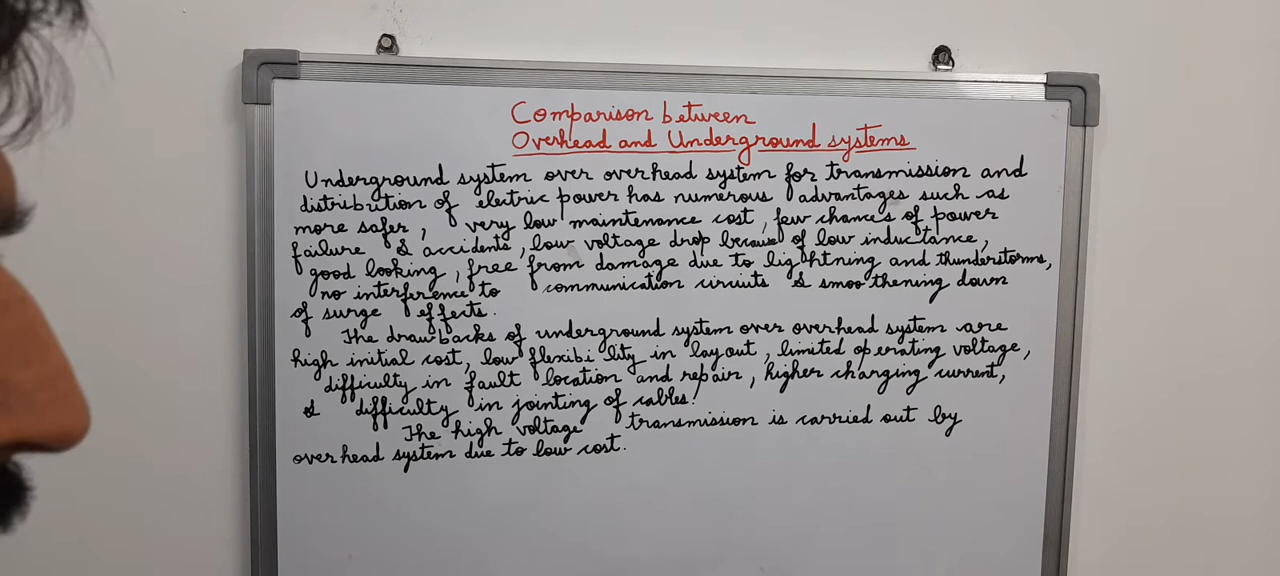 Comparison between
Overhead and Underground systems
Underground system over overhead system for transmission and
distribution of electric power has numerous advantages such as
more safer, very low maintenance cost, few chances of power
failure & accidents, low voltage drop because of low inductance,
good looking, free from damage due to lightning and thunderstorms,
no interference to communication circuits & smoothening down
of surge effects.
The drawbacks of underground system over overhead system are
high initial cost, low flexibility in layout, limited operating voltage,
difficulty in fault location and repair, higher charging current,
& difficulty in jointing of cables.
The high voltage transmission is carried out by
overhead system due to low cost.